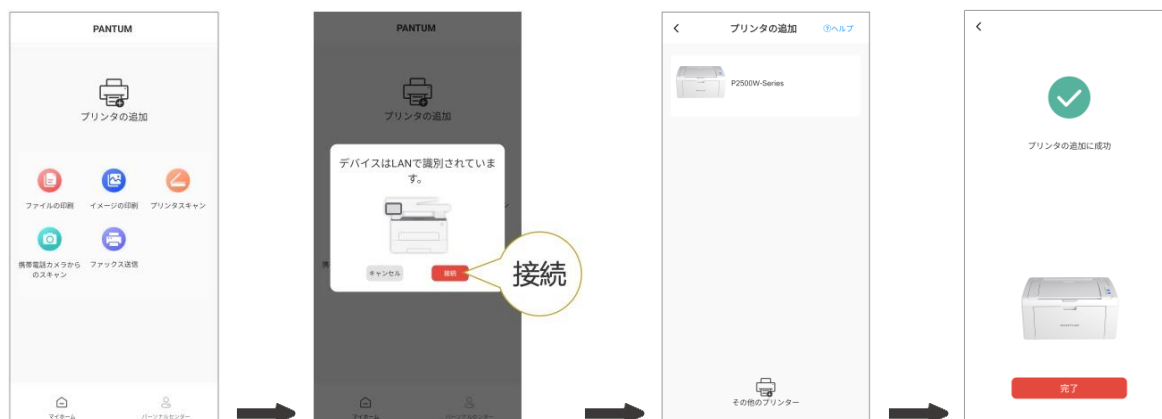 PANTUM
プリンタの追加
ファイルの印刷
イメージの印刷
プリンタスキャン
携帯電話カメラから
のスキャン
ファックス送信
マイホーム
パーソナルセンター
PANTUM
プリンタの追加
デバイスはLANで識別されていま
す。
キャンセル
接続
接続
マイホーム
パーソナルセンター
プリンタの追加
?ヘルプ
P2500W-Series
その他のプリンター
プリンタの追加に成功
PANTUM
完了